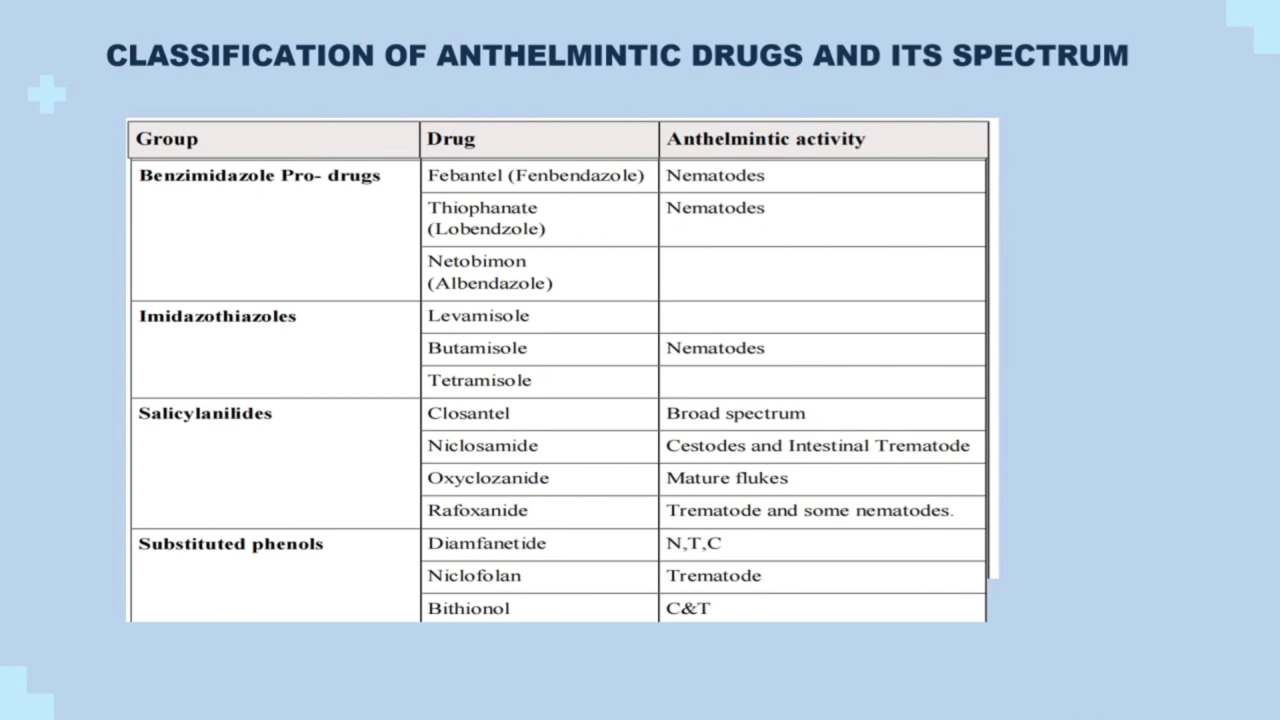 CLASSIFICATION OF ANTHELMINTIC DRUGS AND ITS SPECTRUM
Group Drug Anthelmintic activity
Benzimidazole Pro- drugs Febantel (Fenbendazole) Nematodes
Thiophanate Nematodes
(Lobendzole)
Netobimon
(Albendazole)
Imidazothiazoles Levamisole
Butamisole Nematodes
Tetramisole
Salicylanilides Closantel Broad spectrum
Niclosamide Cestodes and Intestinal Trematode
Oxyclozanide Mature flukes
Rafoxanide Trematode and some nematodes.
Substituted phenols Diamfanetide N,T,C
Niclofolan Trematode
Bithionol C&T